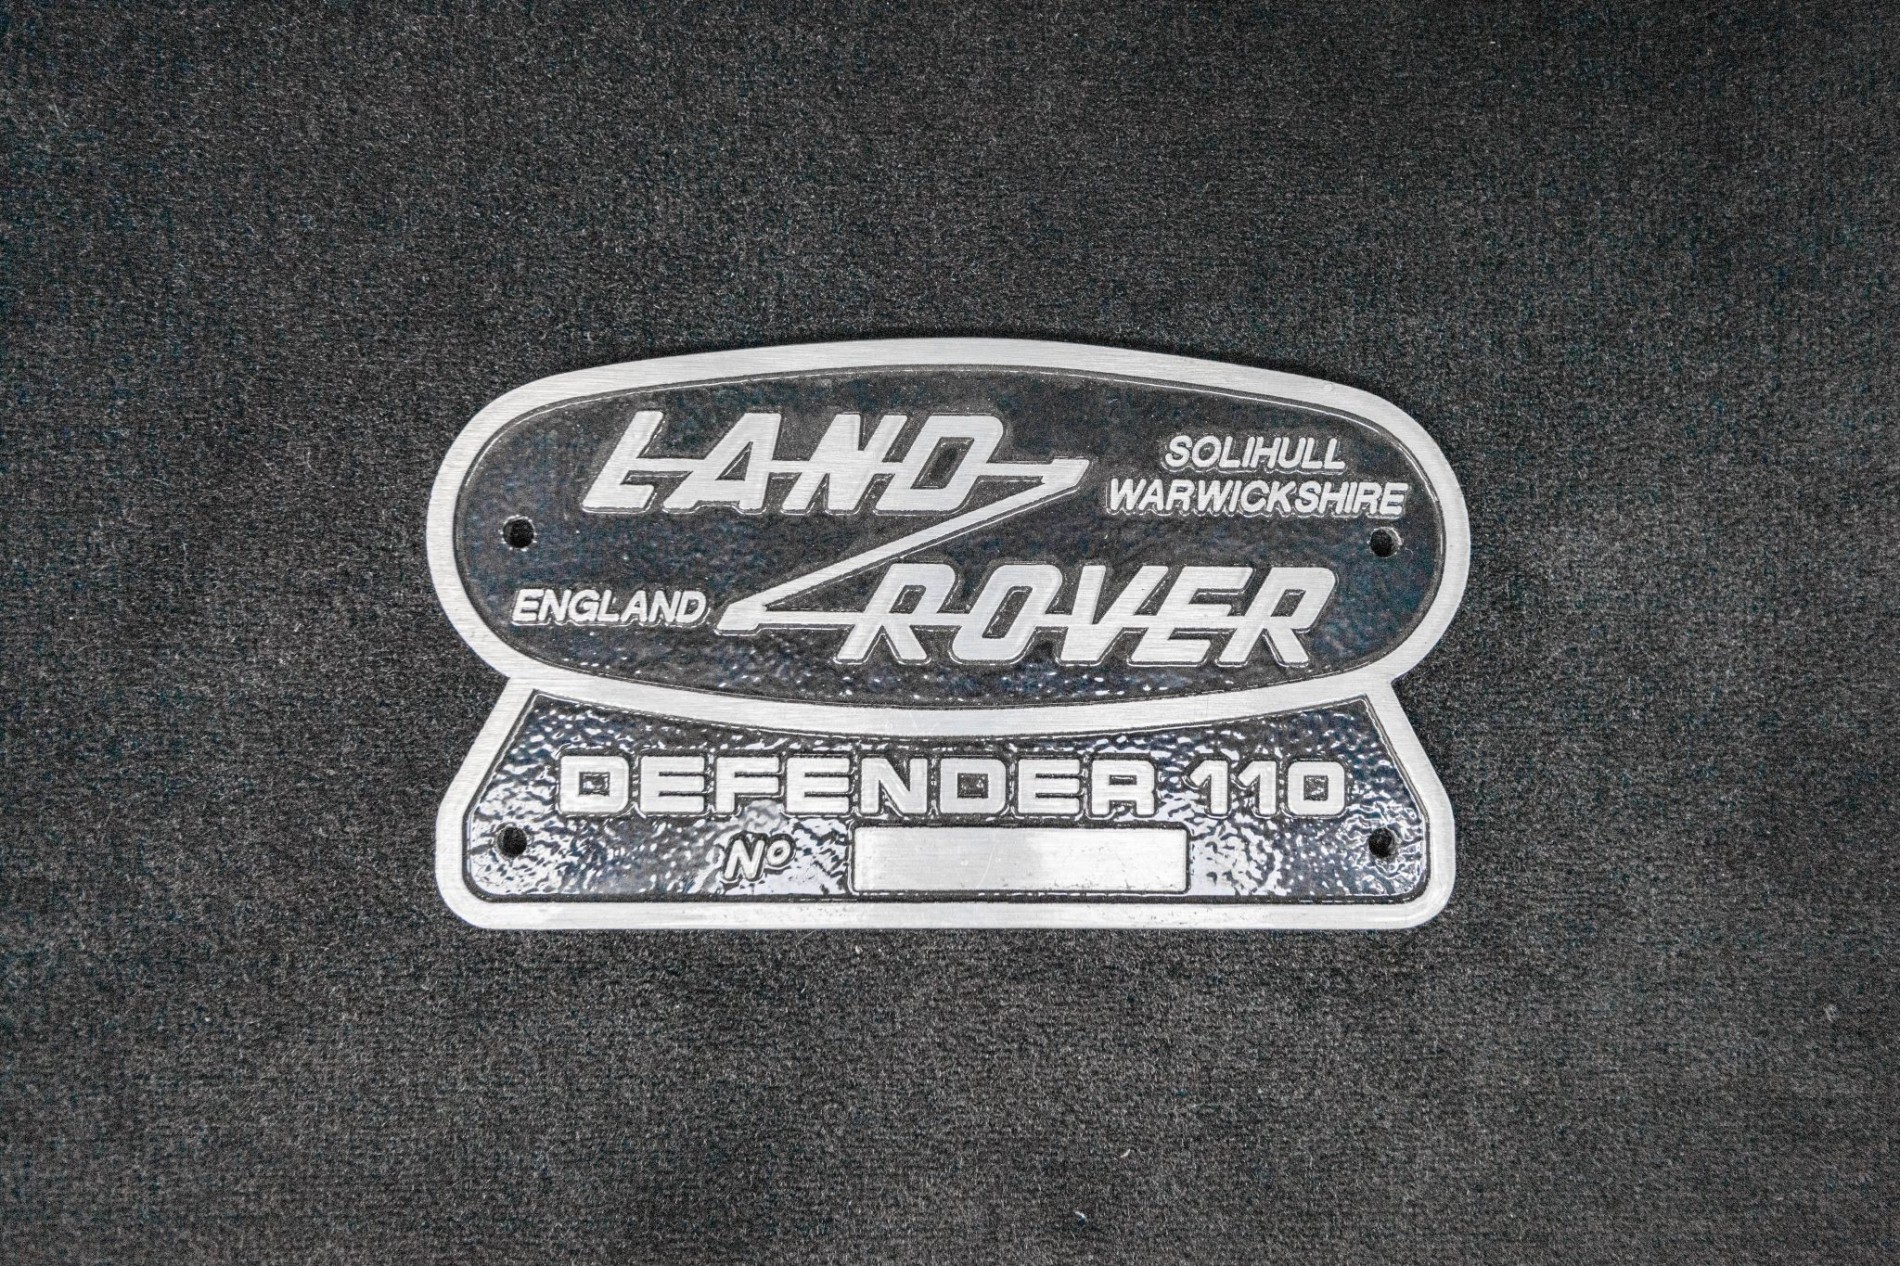 LAND
SOLIHULL
WARWICKSHIRE
ENGLAND
ROVER
DEFENDER 110
Nº